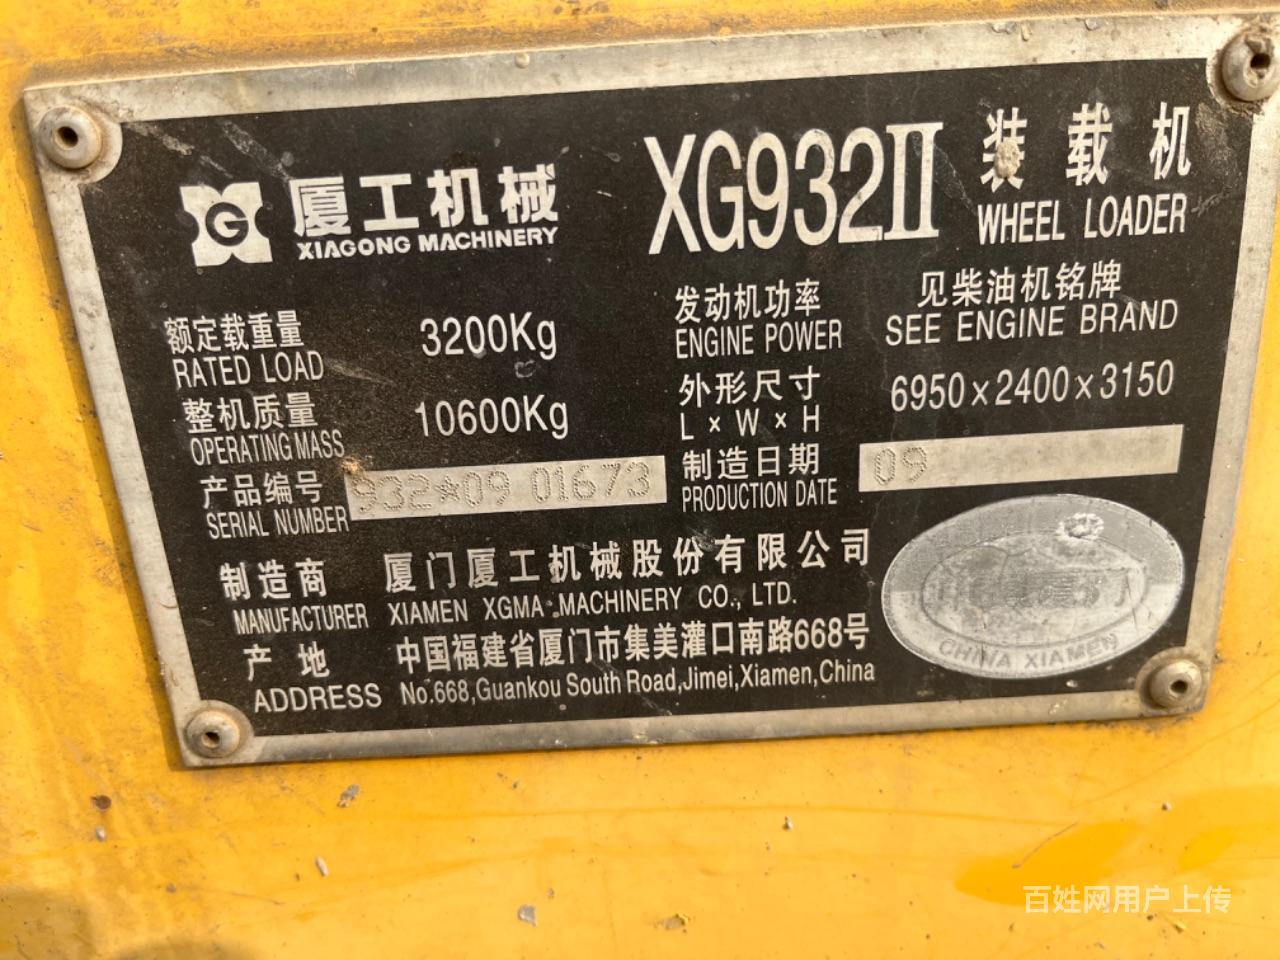 XG 厦工机械
XIAGONG MACHINERY
XG932II 装载机
WHEEL LOADER
额定载重量 3200Kg
RATED LOAD
发动机功率 见柴油机铭牌
ENGINE POWER SEE ENGINE BRAND
整机质量 10600Kg
OPERATING MASS
外形尺寸 6950×2400×3150
L×W×H
产品编号 932*09 01673
SERIAL NUMBER
制造日期 09
PRODUCTION DATE
制造商 厦门厦工机械股份有限公司
MANUFACTURER XIAMEN XGMA MACHINERY CO., LTD.
产地 中国福建省厦门市集美灌口南路668号
ADDRESS No.668,Guankou South Road,Jimei,Xiamen,China
CHINA XIAMEN
百姓网用户上传